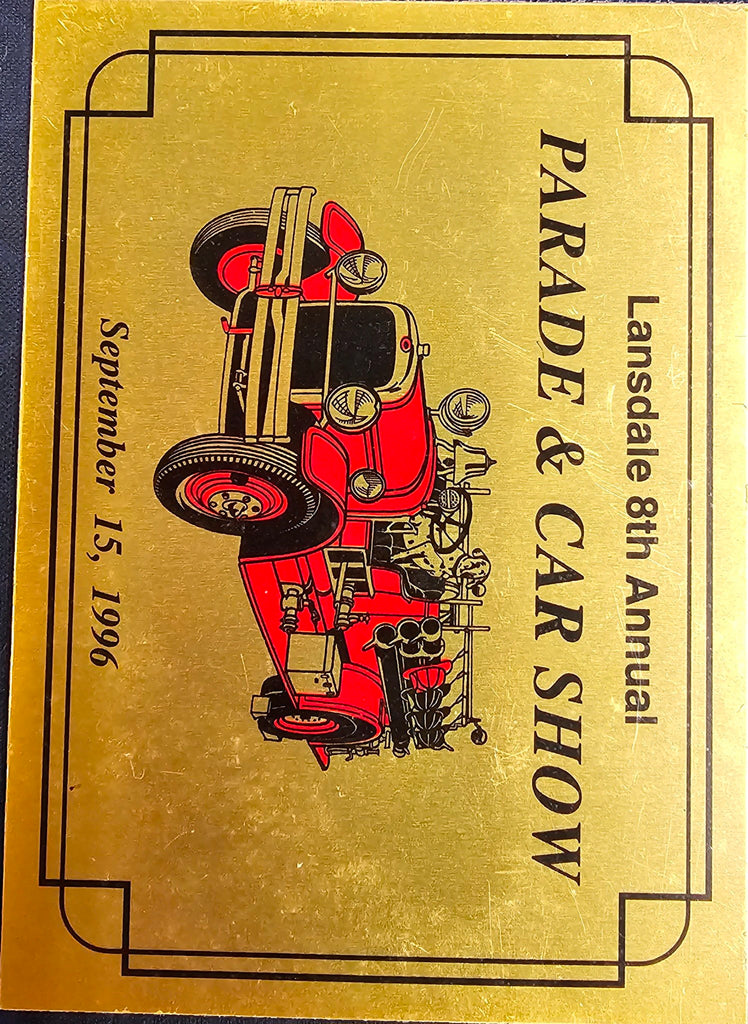 Lansdale 8th Annual
PARADE & CAR SHOW
September 15, 1996